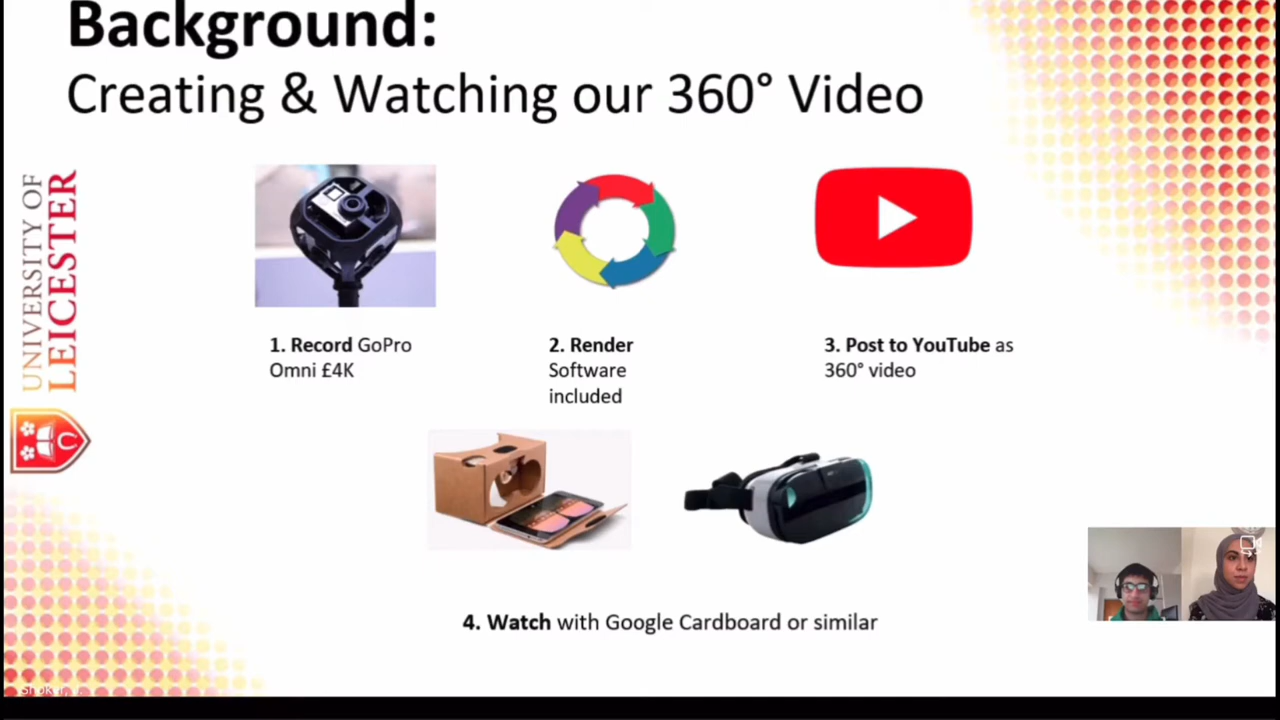 Background:
Creating & Watching our 360° Video
UNIVERSITY OF
LEICESTER
1. Record GoPro
Omni £4K
2. Render
Software
included
3. Post to YouTube as
360° video
4. Watch with Google Cardboard or similar